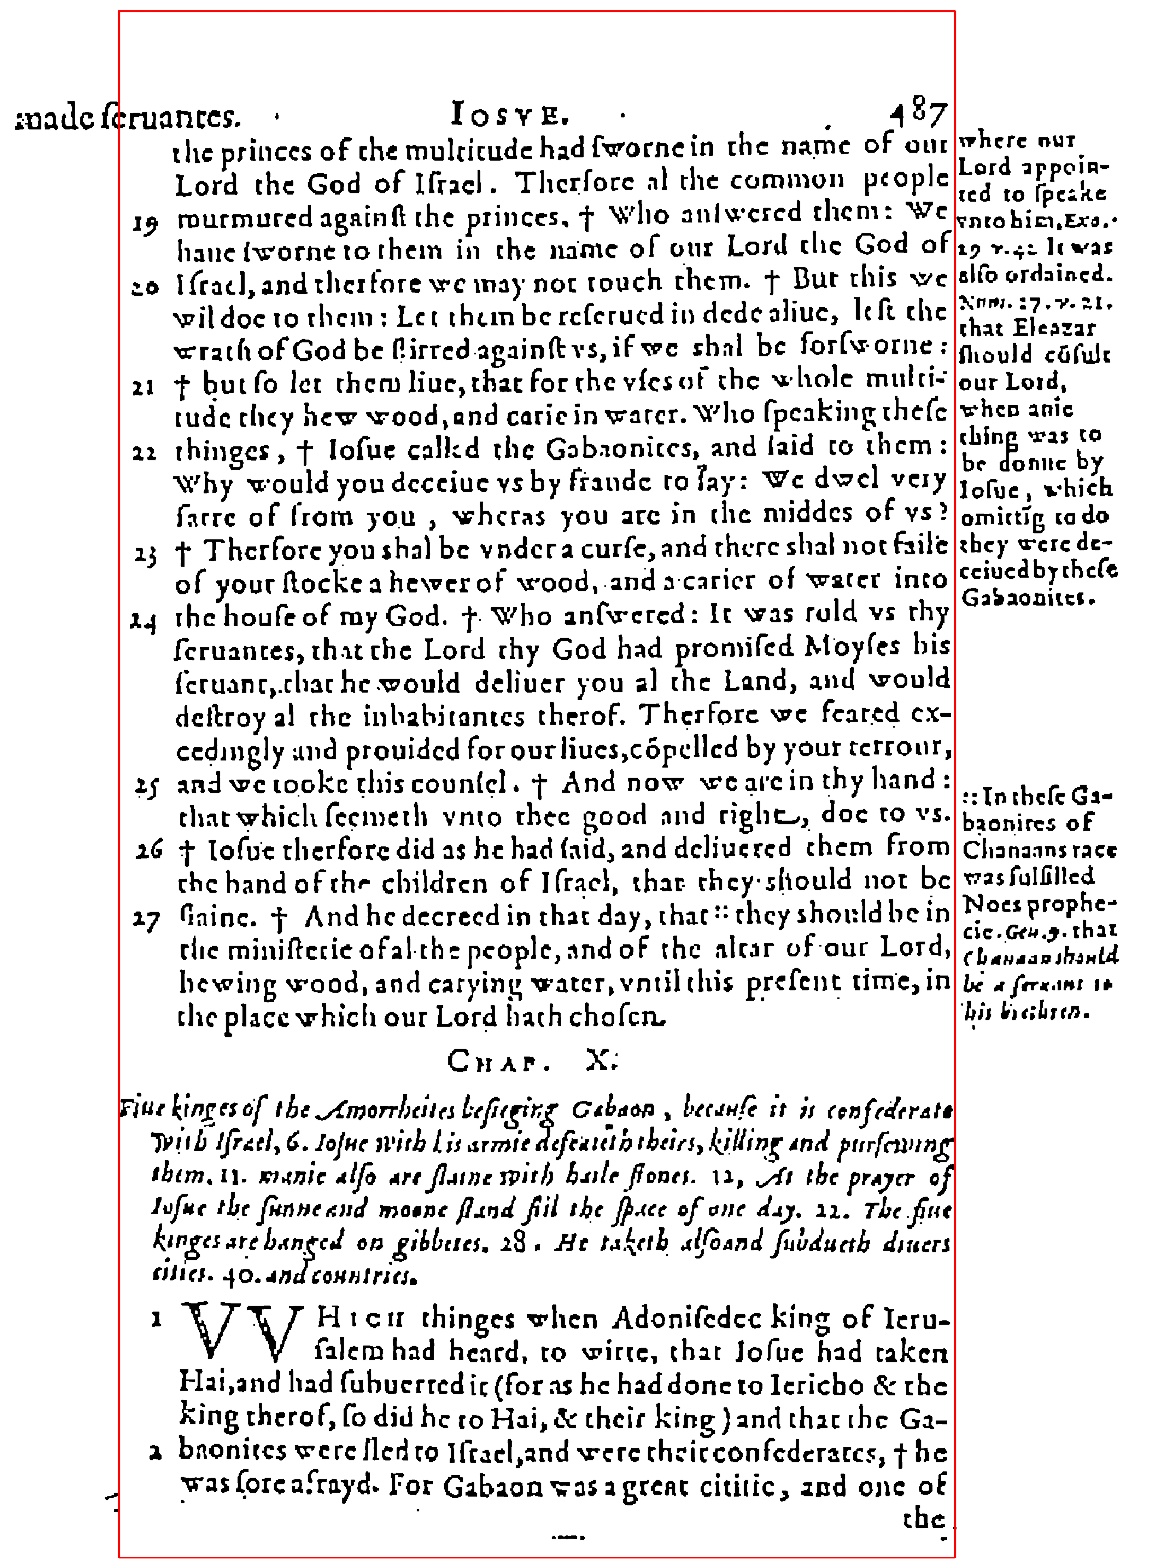 made ſeruantes. IOSVE. 487
the princes of the multitude had ſworne in the name of our
Lord the God of Iſrael. Therfore al the common people
19 murmured againſt the princes. † Who anſwered them: We
haue ſworne to them in the name of our Lord the God of
20 Iſrael, and therfore we may not touch them. † But this we
wil doe to them: Let them be reſerued in dede aliue, leſt the
wrath of God be ſtirred againſt vs, if we shal be forſworne:
21 † but ſo let them liue, that for the vſes of the whole multi-
tude they hew wood, and carie in water. Who ſpeaking theſe
22 thinges, † Ioſue called the Gabaonites, and ſaid to them:
Why would you deceiue vs by fraude to ſay: We dwel very
farre of from you, wheras you are in the middes of vs?
23 † Therfore you shal be vnder a curſe, and there shal not faile
of your ſtocke a hewer of wood, and a carier of water into
24 the houſe of my God. † Who anſwered: It was told vs thy
ſeruantes, that the Lord thy God had promiſed Moyſes his
ſeruant, that he would deliuer you al the Land, and would
deſtroy al the inhabitantes therof. Therfore we feared ex-
cedingly and prouided for our liues, cõpelled by your terrour,
25 and we tooke this counſel. † And now we are in thy hand:
that which ſeemeth vnto thee good and right, doe to vs.
26 † Ioſue therfore did as he had ſaid, and deliuered them from
the hand of the children of Iſrael, that they should not be
27 ſlaine. † And he decreed in that day, that :: they should be in
the miniſterie of al the people, and of the altar of our Lord,
hewing wood, and carying water, vntil this preſent time, in
the place which our Lord hath choſen.
where our
Lord appoin-
ted to ſpeake
vnto him, Exo.
29 v. 42 It was
alſo ordained.
Num. 27. v. 21.
that Eleazar
should cõſult
our Lord,
when anie
thing was to
be donne by
Ioſue, which
omittĩg to do
they were de-
ceiued by theſe
Gabaonites.
:: In theſe Ga-
baonites of
Chanaans race
was fulfilled
Noes prophe-
cie. Gen. 9. that
Chanaan should
be a ſeruant to
his brethren.
CHAP. X.
Fiue kinges of the Amorrheites beſieging Gabaon, becauſe it is confederate
with Iſrael, 6. Ioſue with his armie defeateth theirs, killing and purſewing
them. 11. manie alſo are ſlaine with haile ſtones. 12, At the prayer of
Ioſue the ſunne and moone ſtand ſtil the ſpace of one day. 22. The fiue
kinges are hanged on gibbetes. 28. He taketh alſo and ſubdueth diuers
cities. 40. and countries.
1 VVHICH thinges when Adoniſedec king of Ieru-
ſalem had heard, to witte, that Ioſue had taken
Hai, and had ſubuerted it (for as he had done to Iericho & the
king therof, ſo did he to Hai, & their king) and that the Ga-
2 baonites were fled to Iſrael, and were their confederates, † he
was ſore afrayd. For Gabaon was a great cititie, and one of
the